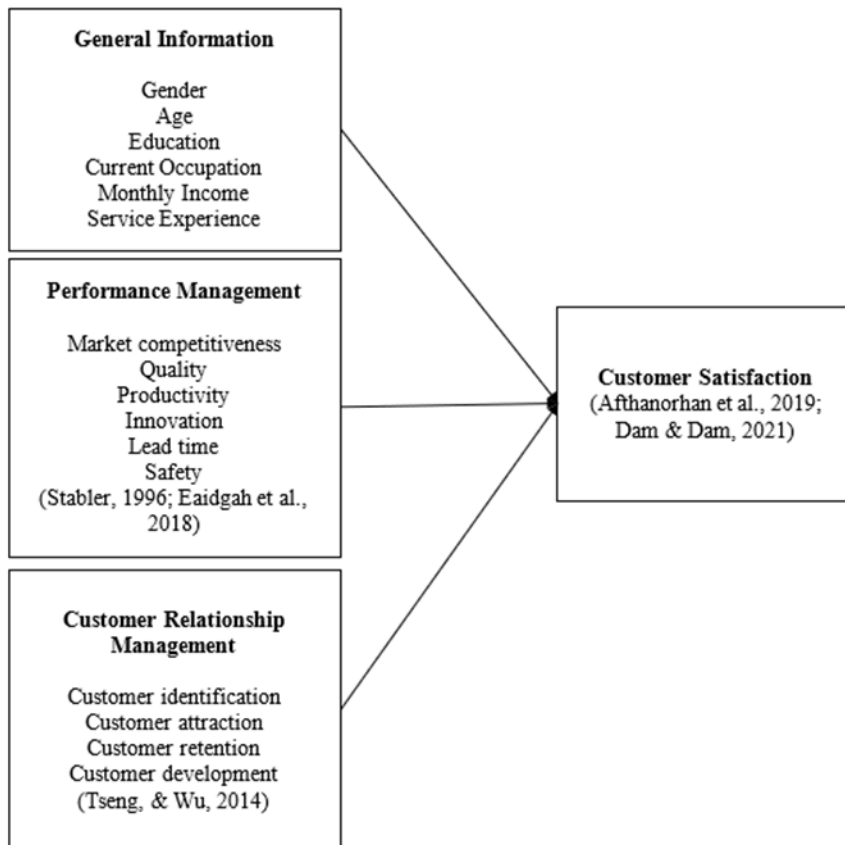 General Information
Gender
Age
Education
Current Occupation
Monthly Income
Service Experience
Performance Management
Market competitiveness
Quality
Productivity
Innovation
Lead time
Safety
(Stabler, 1996; Eaidgah et al.,
2018)
Customer Relationship
Management
Customer identification
Customer attraction
Customer retention
Customer development
(Tseng, & Wu, 2014)
Customer Satisfaction
(Afthanorhan et al., 2019;
Dam & Dam, 2021)